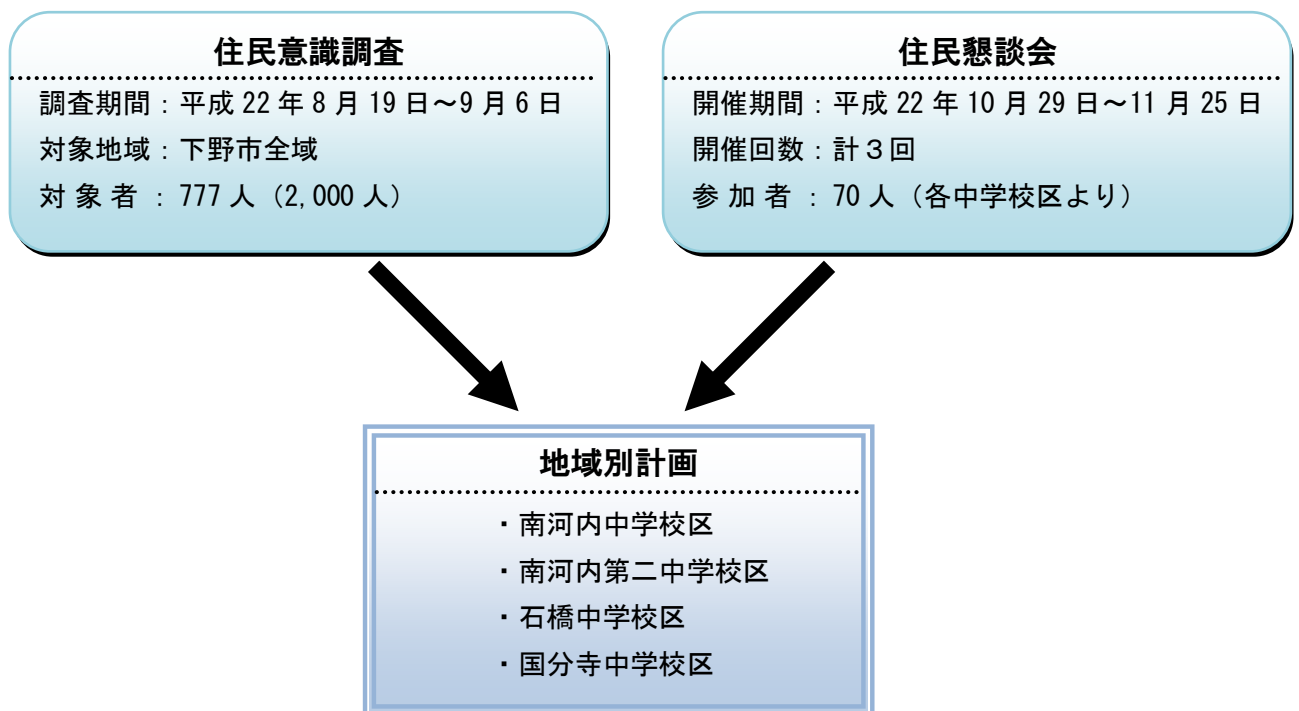 住民意識調査
調査期間：平成 22 年 8 月 19 日～9 月 6 日
対象地域：下野市全域
対 象 者 ： 777 人（2,000 人）
住民懇談会
開催期間：平成 22 年 10 月 29 日～11 月 25 日
開催回数：計３回
参 加 者 ： 70 人（各中学校区より）
地域別計画
・南河内中学校区
・南河内第二中学校区
・石橋中学校区
・国分寺中学校区